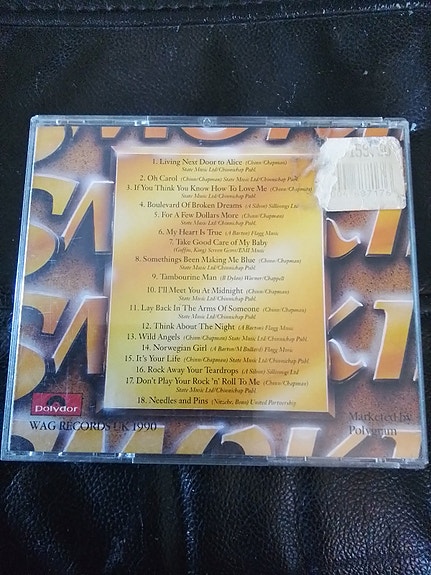 SMOKI
155.
1. Living Next Door to Alice (Chinn/Chapman)
State Music Ltd/Chinnichap Publ.
2. Oh Carol (Chinn/Chapman) State Music Ltd/Chinnichap Publ.
3. If You Think You Know How To Love Me (Chinn/Chapman)
State Music Ltd/Chinnichap Publ.
4. Boulevard Of Broken Dreams (A Silson) Sillsongs Ltd
5. For A Few Dollars More (Chinn/Chapman)
State Music Ltd/Chinnichap Publ.
6. My Heart Is True (A Barton) Flagg Music
7. Take Good Care of My Baby
(Goffin, King) Screen Gems/EMI Music
8. Somethings Been Making Me Blue (Chinn/Chapman)
State Music Ltd/Chinnichap Publ.
9. Tambourine Man (B Dylan) Warner/Chappell
10. I'll Meet You At Midnight (Chinn/Chapman)
State Music Ltd/Chinnichap Publ.
11. Lay Back In The Arms Of Someone (Chinn/Chapman)
State Music Ltd/Chinnichap Publ.
12. Think About The Night (A Barton) Flagg Music
13. Wild Angels (Chinn/Chapman) State Music Ltd/Chinnichap Publ.
14. Norwegian Girl (A Barton/M Bullard) Flagg Music
15. It's Your Life (Chinn/Chapman) State Music Ltd/Chinnichap Publ.
16. Rock Away Your Teardrops (A Silson) Sillsongs Ltd
17. Don't Play Your Rock 'n' Roll To Me (Chinn/Chapman)
State Music Ltd/Chinnichap Publ.
18. Needles and Pins (Nitzsche, Bono) United Partnership
Polydor
WAG RECORDS UK 1990
Marketed by
Polygram